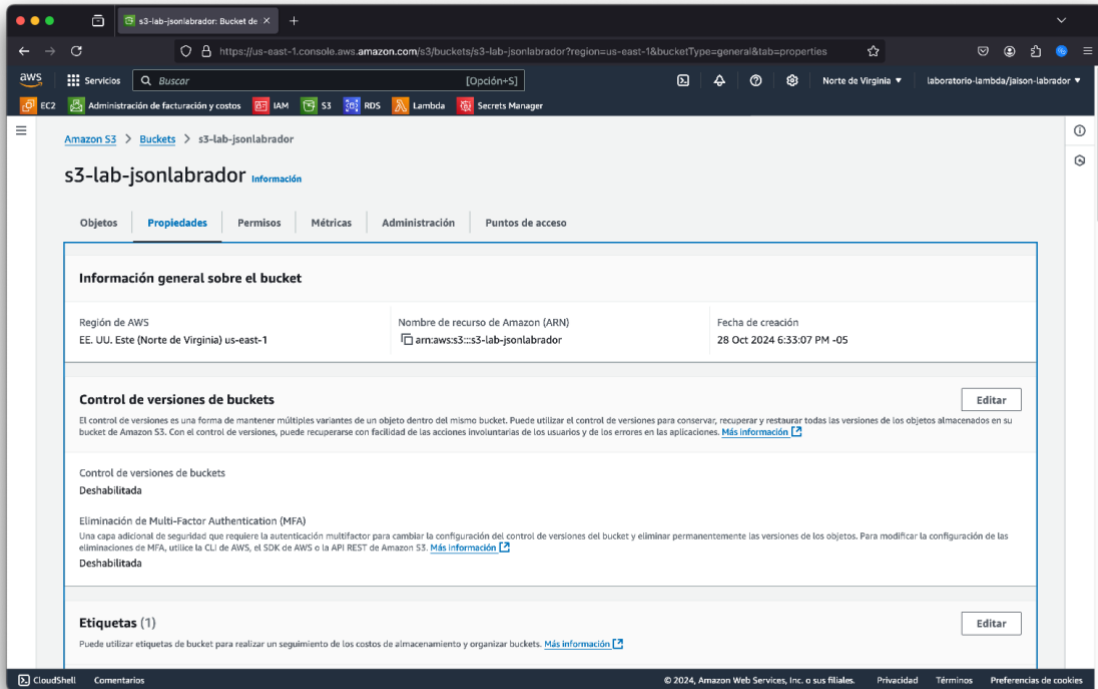 s3-lab-jsonlabrador: Bucket de
https://us-east-1.console.aws.amazon.com/s3/buckets/s3-lab-jsonlabrador?region=us-east-1&bucketType=general&tab=properties
aws Servicios Buscar [Opción+S] Norte de Virginia laboratorio-lambda/jaison-labrador
EC2 Administración de facturación y costos IAM S3 RDS Lambda Secrets Manager
Amazon S3 > Buckets > s3-lab-jsonlabrador
s3-lab-jsonlabrador Información
Objetos Propiedades Permisos Métricas Administración Puntos de acceso
Información general sobre el bucket
Región de AWS Nombre de recurso de Amazon (ARN) Fecha de creación
EE. UU. Este (Norte de Virginia) us-east-1 arn:aws:s3:::s3-lab-jsonlabrador 28 Oct 2024 6:33:07 PM -05
Control de versiones de buckets Editar
El control de versiones es una forma de mantener múltiples variantes de un objeto dentro del mismo bucket. Puede utilizar el control de versiones para conservar, recuperar y restaurar todas las versiones de los objetos almacenados en su
bucket de Amazon S3. Con el control de versiones, puede recuperarse con facilidad de las acciones involuntarias de los usuarios y de los errores en las aplicaciones. Más información
Control de versiones de buckets
Deshabilitada
Eliminación de Multi-Factor Authentication (MFA)
Una capa adicional de seguridad que requiere la autenticación multifactor para cambiar la configuración del control de versiones del bucket y eliminar permanentemente las versiones de los objetos. Para modificar la configuración de las
eliminaciones de MFA, utilice la CLI de AWS, el SDK de AWS o la API REST de Amazon S3. Más información
Deshabilitada
Etiquetas (1) Editar
Puede utilizar etiquetas de bucket para realizar un seguimiento de los costos de almacenamiento y organizar buckets. Más información
CloudShell Comentarios © 2024, Amazon Web Services, Inc. o sus filiales. Privacidad Términos Preferencias de cookies